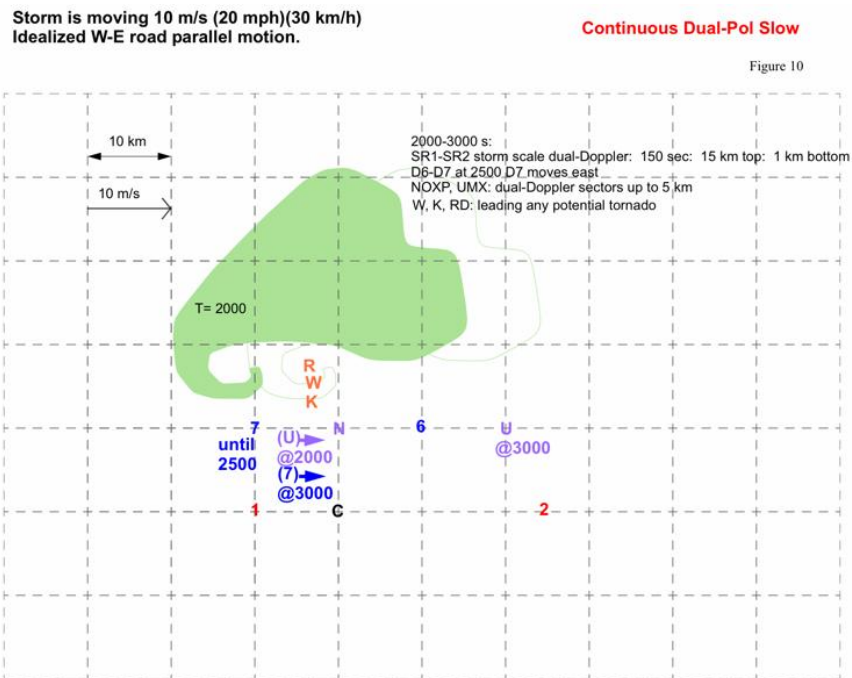 Storm is moving 10 m/s (20 mph)(30 km/h)
Idealized W-E road parallel motion.
Continuous Dual-Pol Slow
Figure 10
10 km
10 m/s
2000-3000 s:
SR1-SR2 storm scale dual-Doppler: 150 sec: 15 km top: 1 km bottom
D6-D7 at 2500 D7 moves east
NOXP, UMX: dual-Doppler sectors up to 5 km
W, K, RD: leading any potential tornado
T= 2000
R
W
K
7
until
2500
(U)
@2000
(7)
@3000
N
6
U
@3000
1
C
2